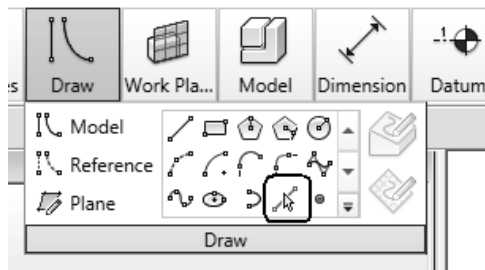 s Draw Work Pla... Model Dimension Datum
Model
Reference
Plane
Draw